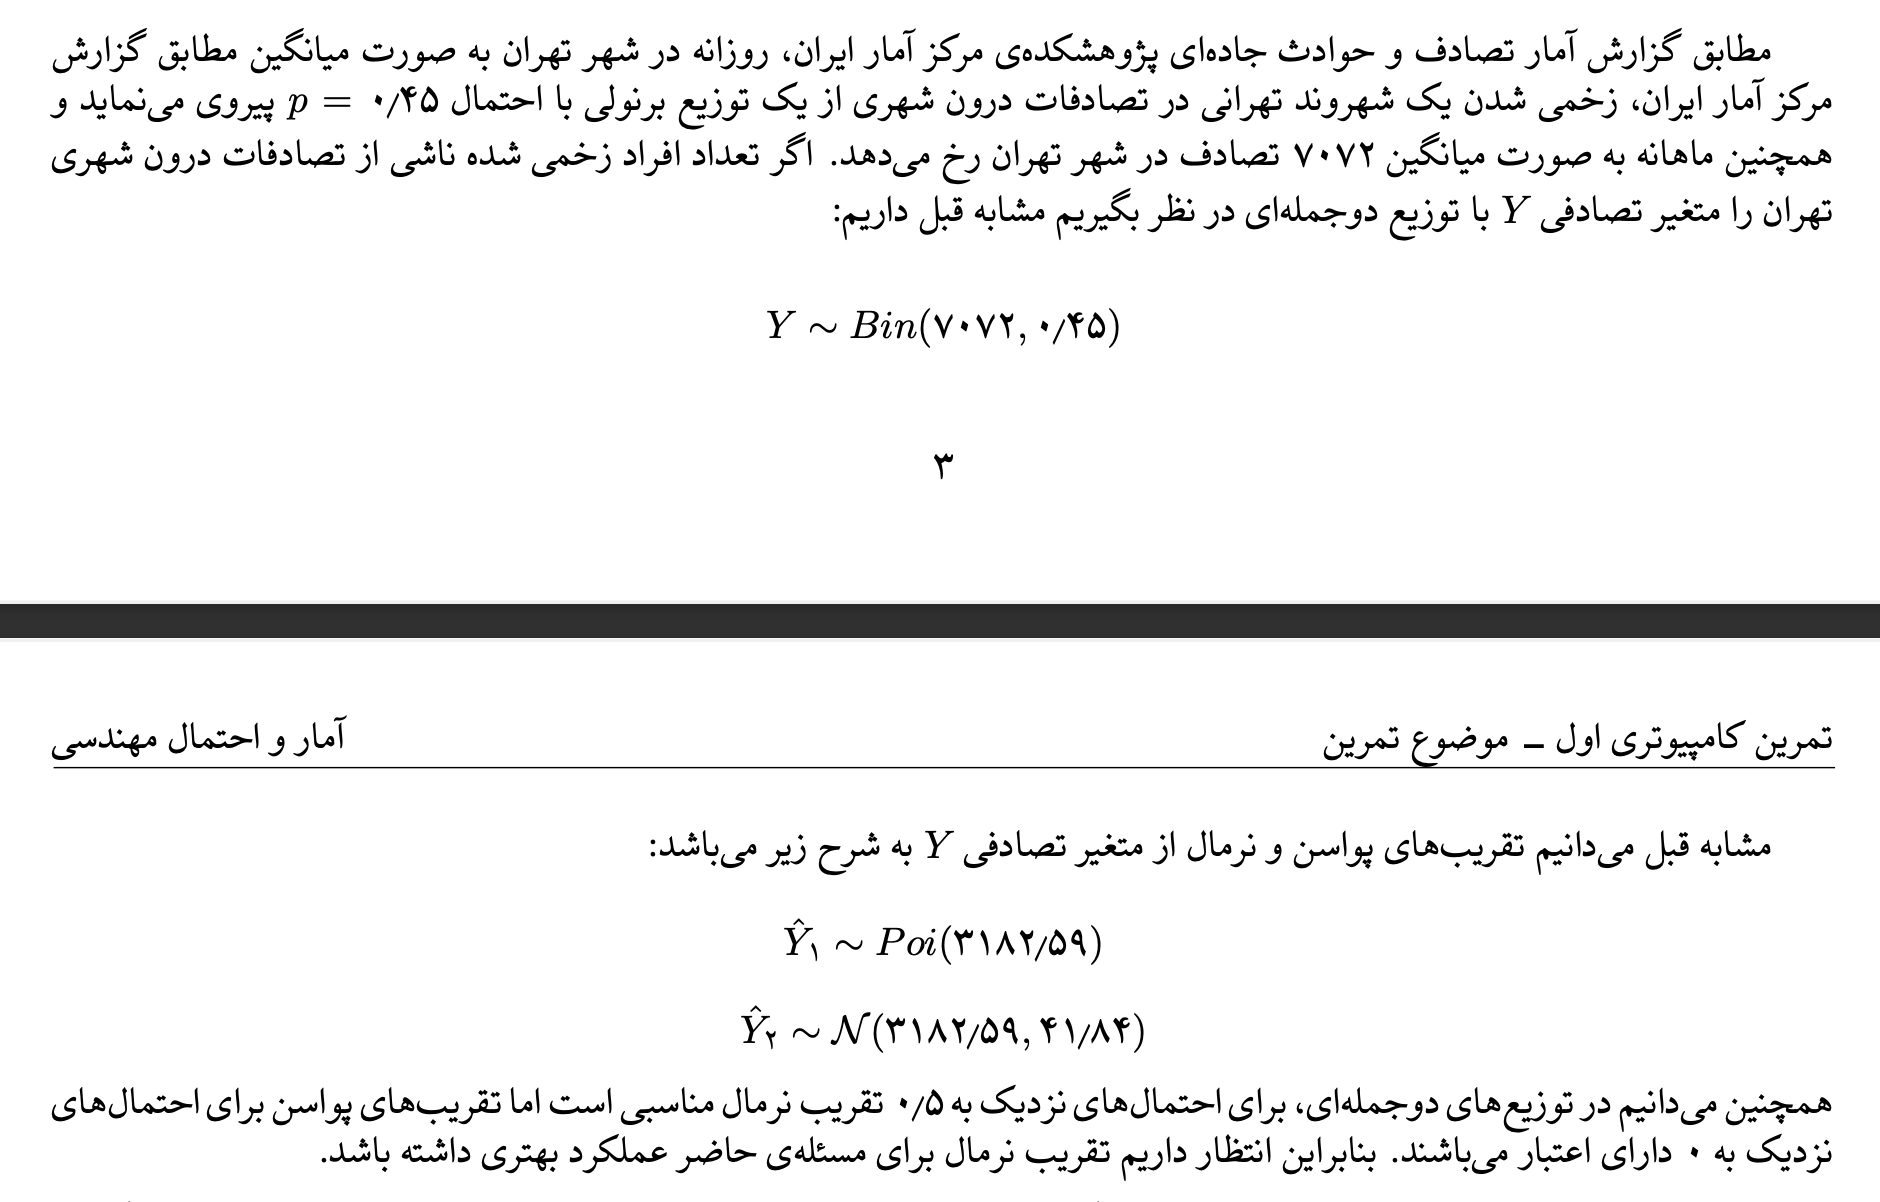 مطابق گزارش آمار تصادف و حوادث جاده‌ای پژوهشکده‌ی مرکز آمار ایران، روزانه در شهر تهران به صورت میانگین مطابق گزارش
مرکز آمار ایران، زخمی شدن یک شهروند تهرانی در تصادفات درون شهری از یک توزیع برنولی با احتمال p = ۰/۴۵ پیروی می‌نماید و
همچنین ماهانه به صورت میانگین ۷۰۷۲ تصادف در شهر تهران رخ می‌دهد. اگر تعداد افراد زخمی شده ناشی از تصادفات درون شهری
تهران را متغیر تصادفی Y با توزیع دوجمله‌ای در نظر بگیریم مشابه قبل داریم:
Y ∼ Bin(۷۰۷۲, ۰/۴۵)
۳
تمرین کامپیوتری اول – موضوع تمرین
آمار و احتمال مهندسی
مشابه قبل می‌دانیم تقریب‌های پواسن و نرمال از متغیر تصادفی Y به شرح زیر می‌باشد:
Ŷ۱ ∼ Poi(۳۱۸۲/۵۹)
Ŷ۲ ∼ 𝒩(۳۱۸۲/۵۹, ۴۱/۸۴)
همچنین می‌دانیم در توزیع‌های دوجمله‌ای، برای احتمال‌های نزدیک به ۰/۵ تقریب نرمال مناسبی است اما تقریب‌های پواسن برای احتمال‌های
نزدیک به ۰ دارای اعتبار می‌باشند. بنابراین انتظار داریم تقریب نرمال برای مسئله‌ی حاضر عملکرد بهتری داشته باشد.